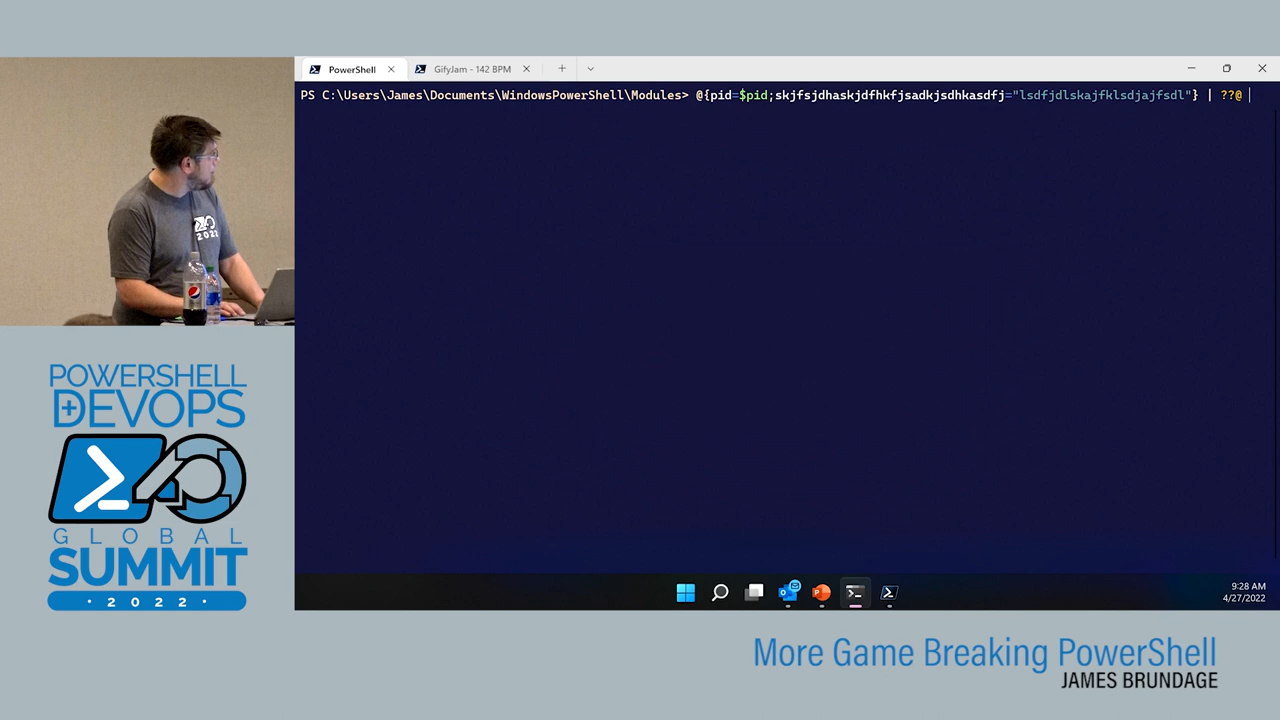 PowerShell
GifyJam - 142 BPM
PS C:\Users\James\Documents\WindowsPowerShell\Modules> @{pid=$pid;skjfsjdhaskjdfhkfjsadkjsdhkasdfj="lsdfjdlskajfklsdjajfsdl"} | ??@
2022
POWERSHELL
+ DEVOPS
GLOBAL
SUMMIT
· 2022 ·
9:28 AM
4/27/2022
More Game Breaking PowerShell
JAMES BRUNDAGE